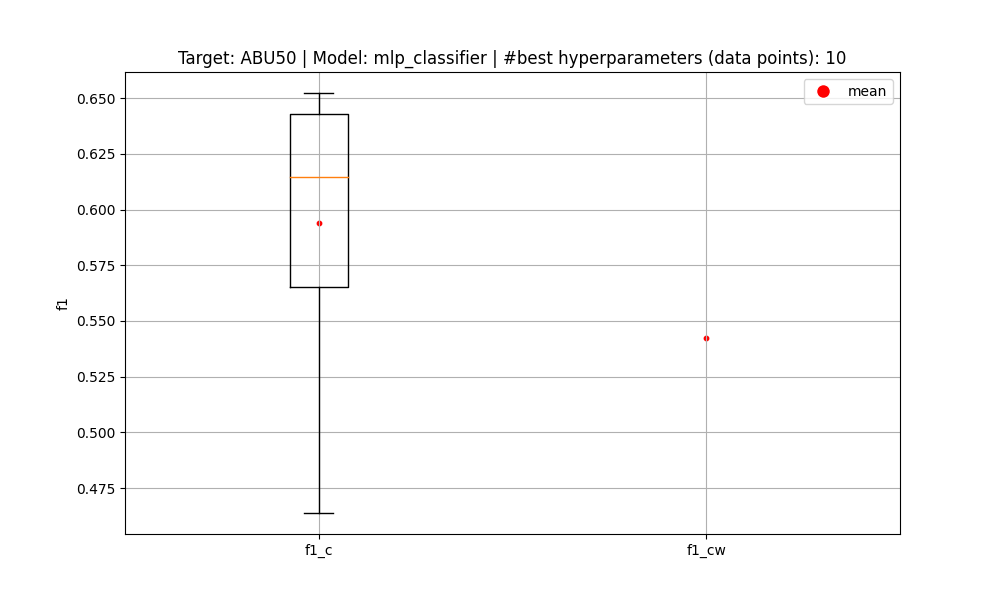 Target: ABU50 | Model: mlp_classifier | #best hyperparameters (data points): 10
mean
0.650
0.625
0.600
0.575
0.550
0.525
0.500
0.475
f1
f1_c
f1_cw